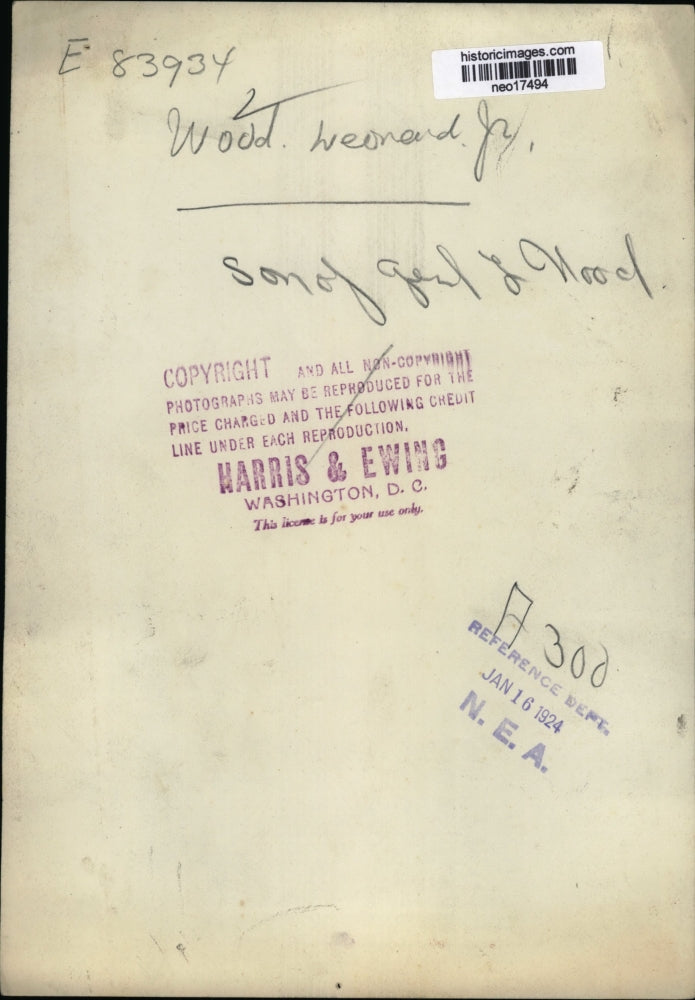 E 83934
historicimages.com
neo17494
2
Wood. Leonard. Jr.
Son of Genl L Wood
COPYRIGHT AND ALL NON-COPYRIGHT
PHOTOGRAPHS MAY BE REPRODUCED FOR THE
PRICE CHARGED AND THE FOLLOWING CREDIT
LINE UNDER EACH REPRODUCTION.
HARRIS & EWING
WASHINGTON, D. C.
This license is for your use only.
A 300
REFERENCE DEPT.
JAN 16 1924
N. E. A.